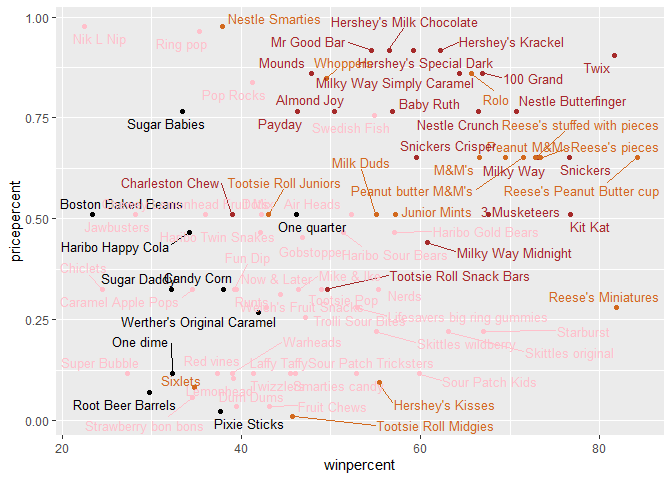 1.00
Nik L Nip
Ring pop
Nestle Smarties
Hershey's Milk Chocolate
Mr Good Bar
Hershey's Krackel
Mounds
Whoppers
Hershey's Special Dark
Twix
Pop Rocks
Milky Way Simply Caramel
100 Grand
Rolo
0.75
Sugar Babies
Almond Joy
Payday
Swedish Fish
Baby Ruth
Nestle Butterfinger
Nestle Crunch
Reese's stuffed with pieces
Snickers Crisper
Peanut M&M's
Reese's pieces
Milk Duds
M&M's
Milky Way
Snickers
Charleston Chew
Tootsie Roll Juniors
Peanut butter M&M's
Reese's Peanut Butter cup
0.50
Boston Baked Beans
Air Heads
Jawbusters
One quarter
Junior Mints
3 Musketeers
Kit Kat
Haribo Happy Cola
Haribo Twin Snakes
Gobstopper
Haribo Sour Bears
Haribo Gold Bears
Milky Way Midnight
Chiclets
Fun Dip
Sugar Daddy
Candy Corn
Now & Later
Mike & Ike
Tootsie Roll Snack Bars
Caramel Apple Pops
Runts
Tootsie Pop
Nerds
Reese's Miniatures
0.25
Werther's Original Caramel
Welch's Fruit Snacks
Trolli Sour Bites
Lifesavers big ring gummies
Skittles wildberry
Starburst
Skittles original
One dime
Warheads
Super Bubble
Red vines
Laffy Taffy
Sour Patch Tricksters
Sixlets
Lemonhead
Twizzlers
Smarties candy
Sour Patch Kids
Root Beer Barrels
Dum Dums
Fruit Chews
Hershey's Kisses
0.00
Strawberry bon bons
Pixie Sticks
Tootsie Roll Midgies
20
40
60
80
winpercent
pricepercent